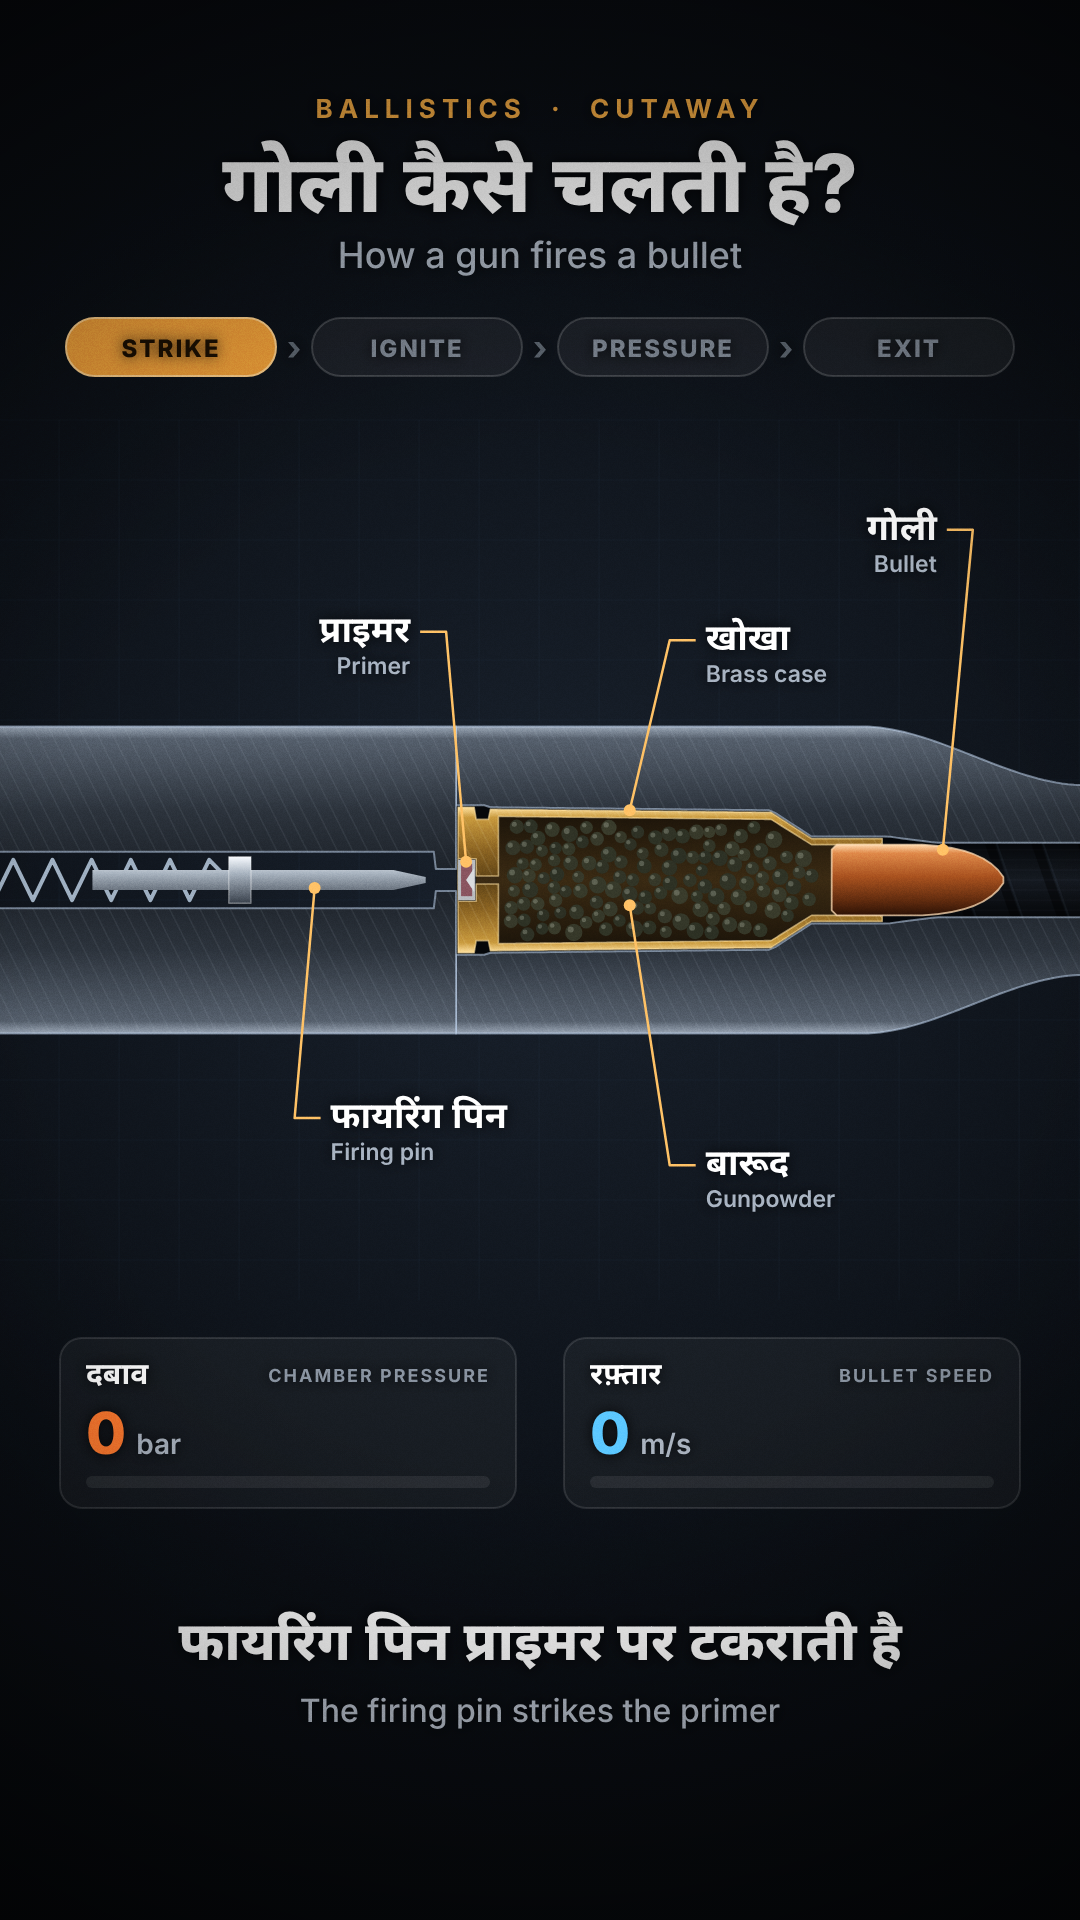 BALLISTICS · CUTAWAY
गोली कैसे चलती है?
How a gun fires a bullet
STRIKE › IGNITE › PRESSURE › EXIT
गोली
Bullet
प्राइमर
Primer
खोखा
Brass case
फायरिंग पिन
Firing pin
बारूद
Gunpowder
दबाव CHAMBER PRESSURE
0 bar
रफ़्तार BULLET SPEED
0 m/s
फायरिंग पिन प्राइमर पर टकराती है
The firing pin strikes the primer